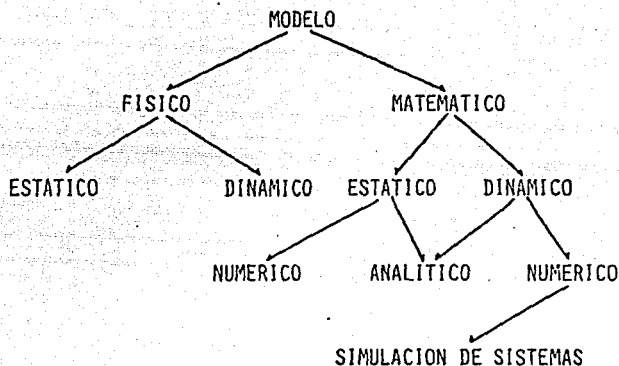 MODELO
FISICO MATEMATICO
ESTATICO DINAMICO ESTATICO DINAMICO
NUMERICO ANALITICO NUMERICO
SIMULACION DE SISTEMAS